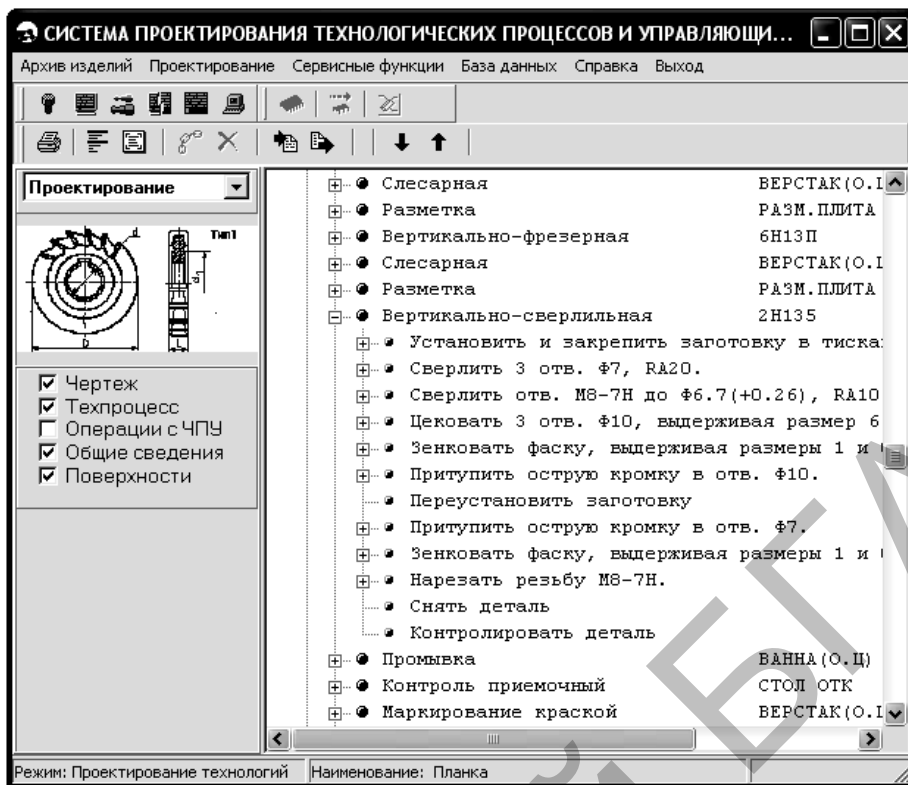 СИСТЕМА ПРОЕКТИРОВАНИЯ ТЕХНОЛОГИЧЕСКИХ ПРОЦЕССОВ И УПРАВЛЯЮЩИ...
Архив изделий Проектирование Сервисные функции База данных Справка Выход
Проектирование
d
Тип1
d1
D
L
Чертеж
Техпроцесс
Операции с ЧПУ
Общие сведения
Поверхности
Слесарная ВЕРСТАК(О.
Разметка РАЗМ.ПЛИТА
Вертикально-фрезерная 6Н13П
Слесарная ВЕРСТАК(О.
Разметка РАЗМ.ПЛИТА
Вертикально-сверлильная 2Н135
Установить и закрепить заготовку в тиска
Сверлить 3 отв. Ф7, RA20.
Сверлить отв. М8-7Н до Ф6.7(+0.26), RA10
Цековать 3 отв. Ф10, выдерживая размер 6
Зенковать фаску, выдерживая размеры 1 и
Притупить острую кромку в отв. Ф10.
Переустановить заготовку
Притупить острую кромку в отв. Ф7.
Зенковать фаску, выдерживая размеры 1 и
Нарезать резьбу М8-7Н.
Снять деталь
Контролировать деталь
Промывка ВАННА(О.Ц)
Контроль приемочный СТОЛ ОТК
Маркирование краской ВЕРСТАК(О.
Режим: Проектирование технологий Наименование: Планка